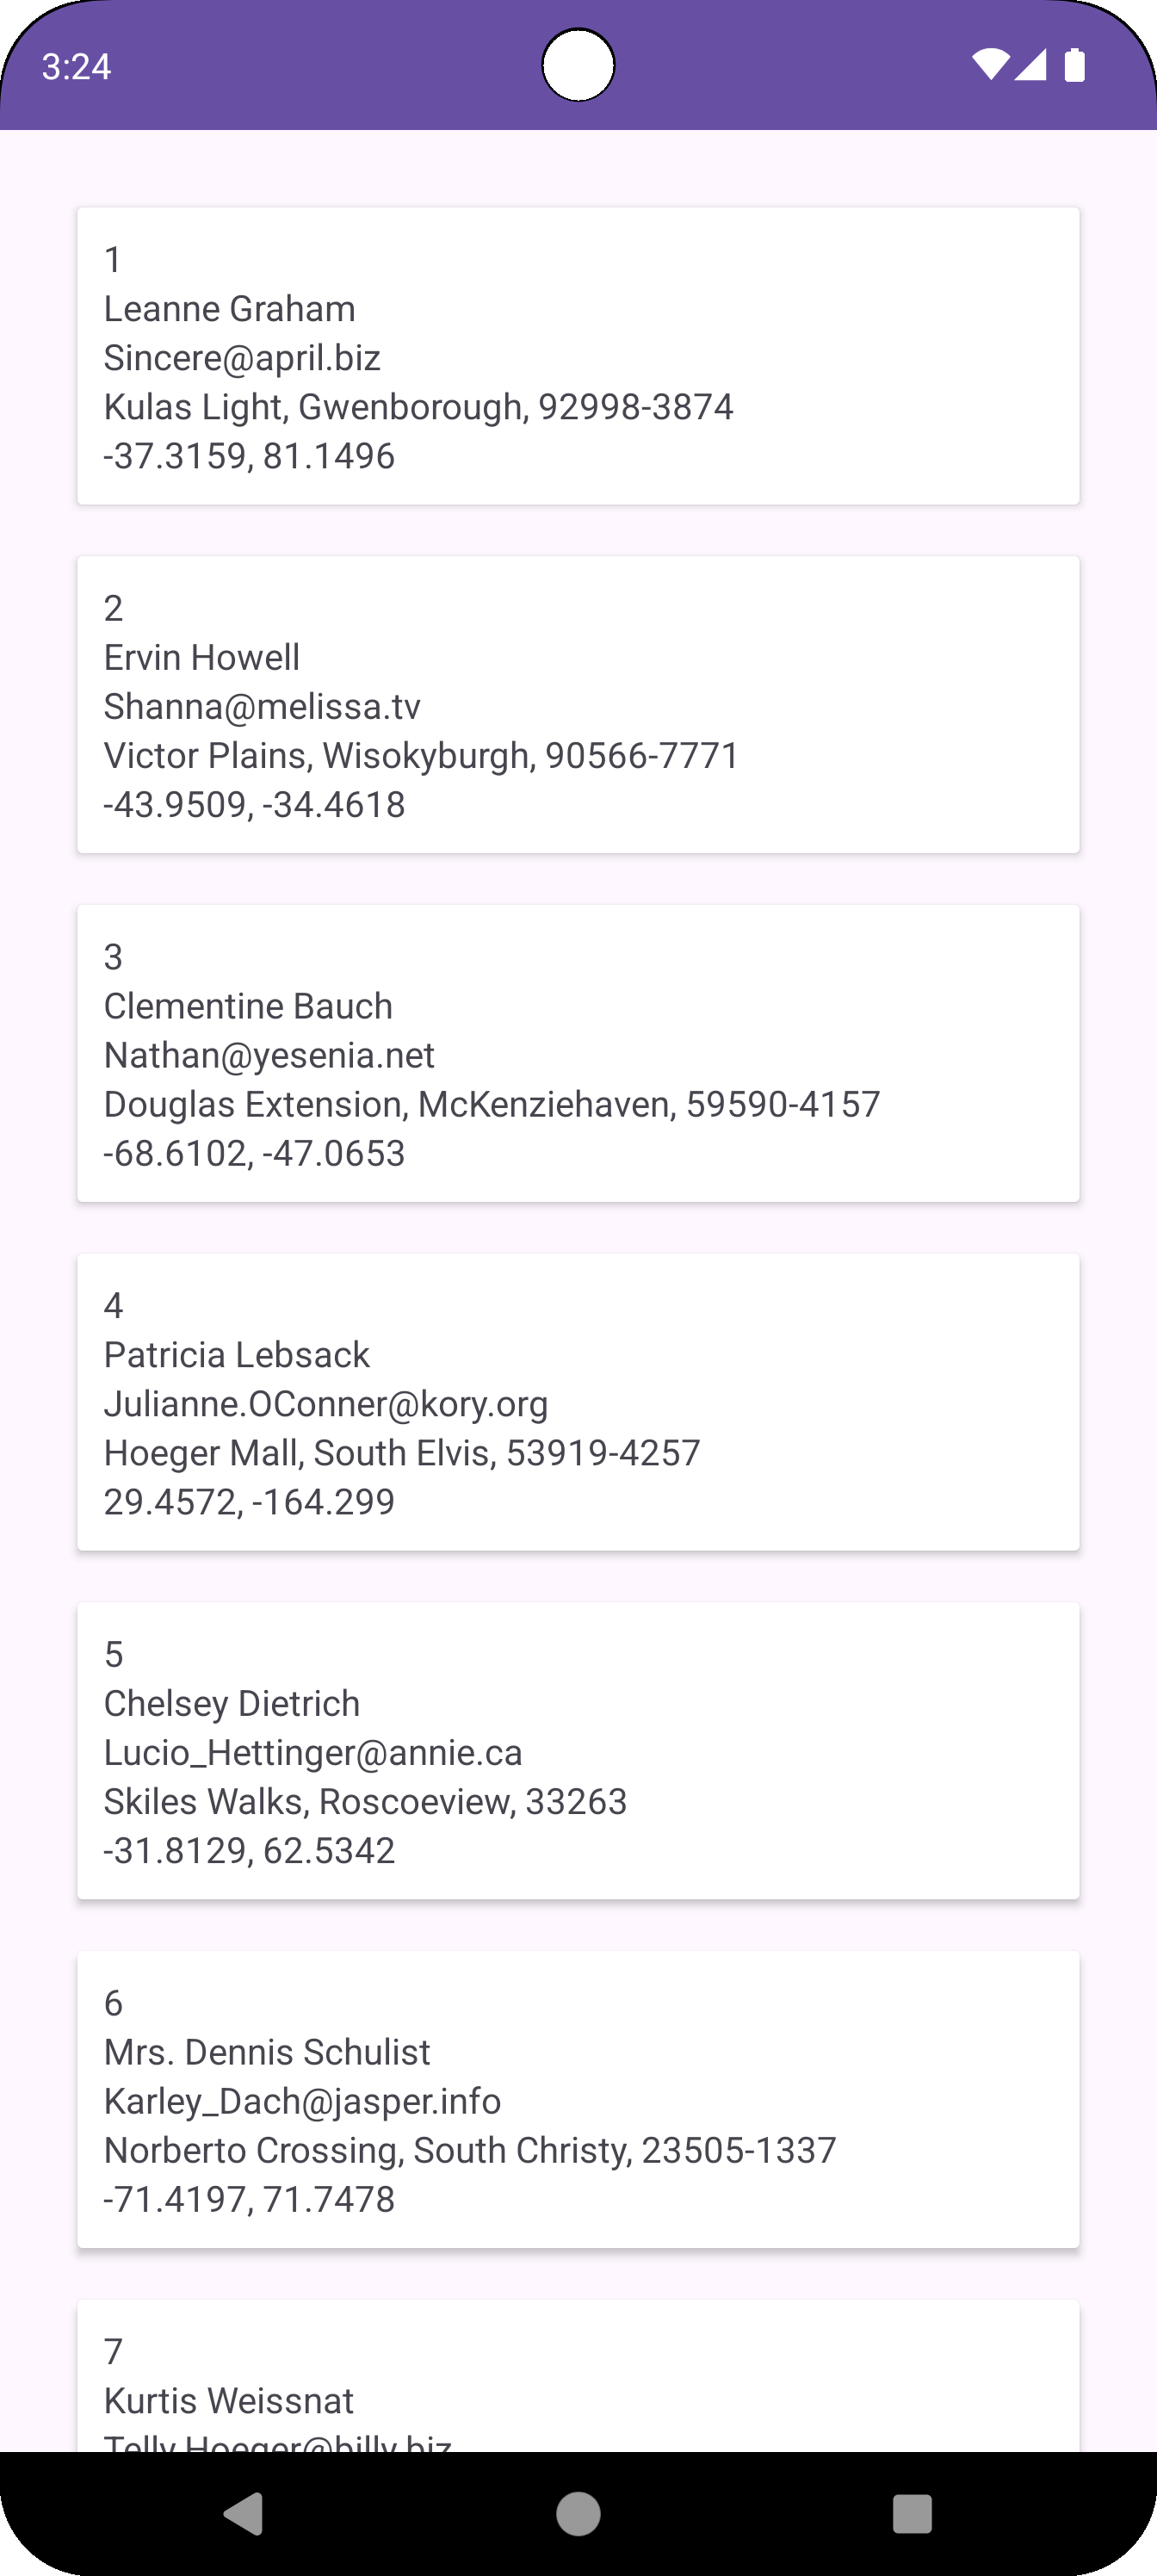 3:24
1
Leanne Graham
Sincere@april.biz
Kulas Light, Gwenborough, 92998-3874
-37.3159, 81.1496
2
Ervin Howell
Shanna@melissa.tv
Victor Plains, Wisokyburgh, 90566-7771
-43.9509, -34.4618
3
Clementine Bauch
Nathan@yesenia.net
Douglas Extension, McKenziehaven, 59590-4157
-68.6102, -47.0653
4
Patricia Lebsack
Julianne.OConner@kory.org
Hoeger Mall, South Elvis, 53919-4257
29.4572, -164.299
5
Chelsey Dietrich
Lucio_Hettinger@annie.ca
Skiles Walks, Roscoeview, 33263
-31.8129, 62.5342
6
Mrs. Dennis Schulist
Karley_Dach@jasper.info
Norberto Crossing, South Christy, 23505-1337
-71.4197, 71.7478
7
Kurtis Weissnat
Telly.Hoeger@billy.biz